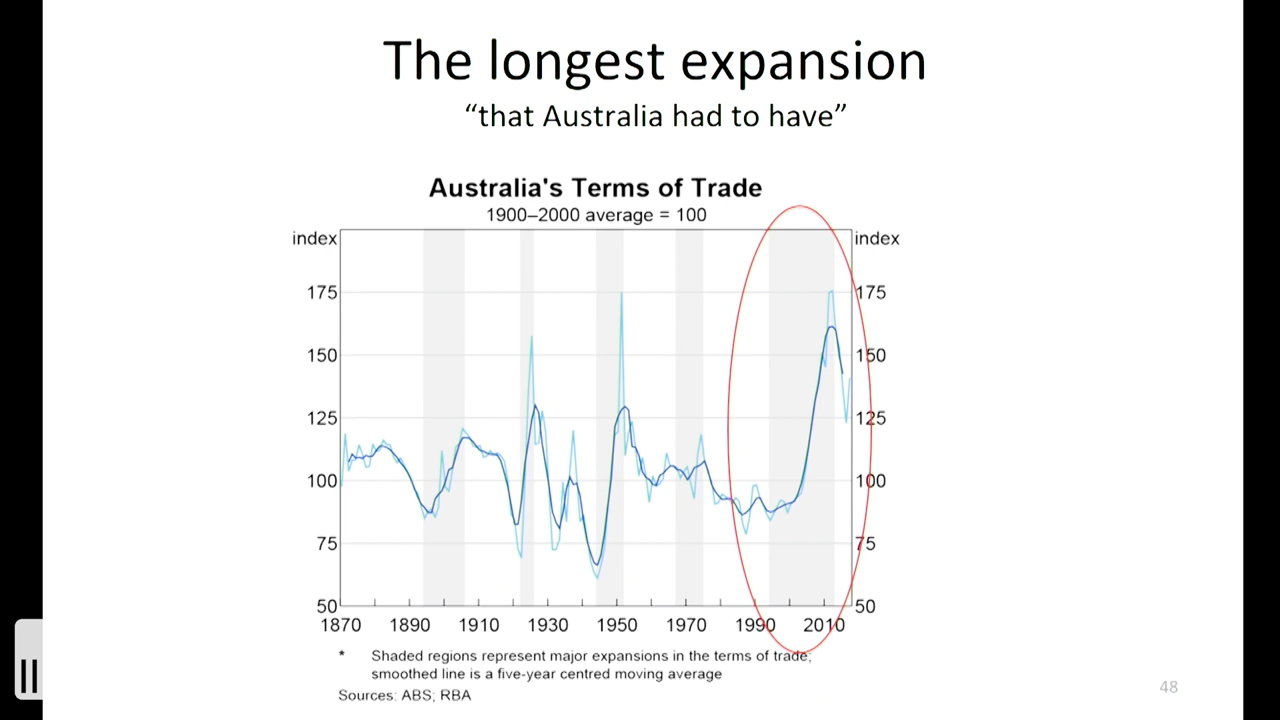 The longest expansion
“that Australia had to have”
Australia's Terms of Trade
1900–2000 average = 100
index
index
175
175
150
150
125
125
100
100
75
75
50
50
1870 1890 1910 1930 1950 1970 1990 2010
* Shaded regions represent major expansions in the terms of trade;
smoothed line is a five-year centred moving average
Sources: ABS; RBA
48